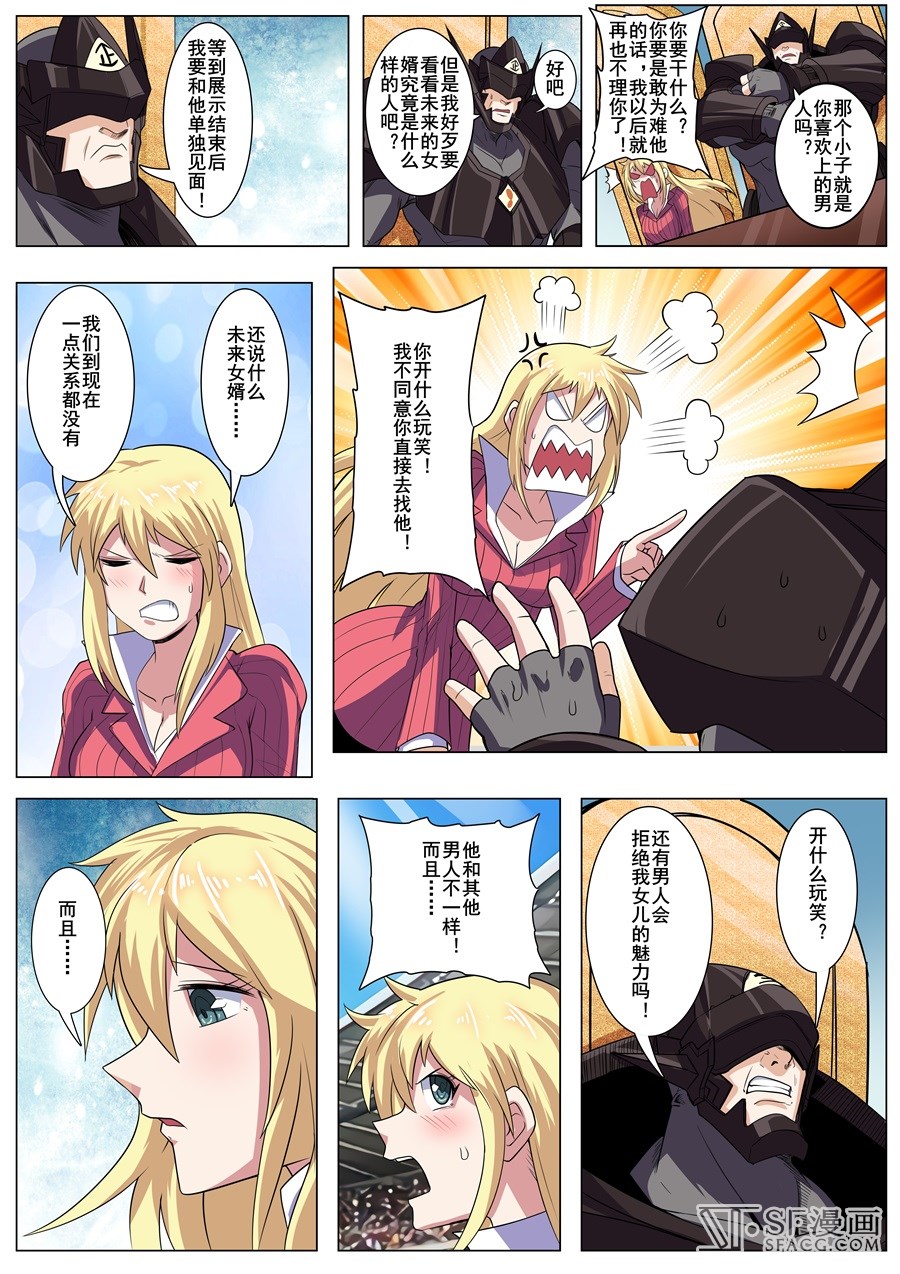 那个小子就是
你喜欢上的男
人吗？
你要干什么？
你要是敢为难他
的话，我以后就
再也不理你了！
好吧
但是我好歹要
看看未来的女
婿究竟是什么
样的人吧？
等到展示结束后
我要和他单独见面！
你开什么玩笑！
我不同意你直接去找他！
还说什么
未来女婿……
我们到现在
一点关系都没有
开什么玩笑？
还有男人会
拒绝我女儿的魅力吗！
他和其他
男人不一样！
而且……
而且……
SF漫画
SFACG.COM